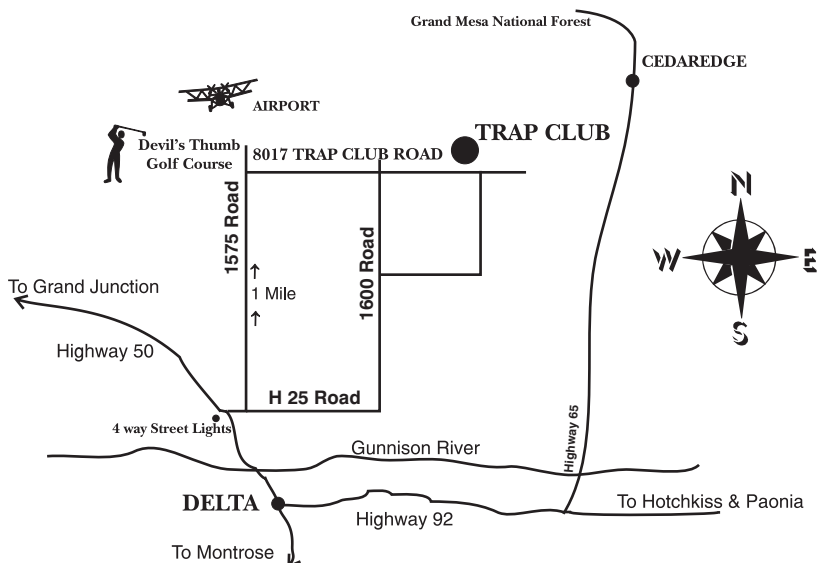 Grand Mesa National Forest
CEDAREDGE
AIRPORT
TRAP CLUB
Devil's Thumb
Golf Course
8017 TRAP CLUB ROAD
1575 Road
1600 Road
1 Mile
N
W
E
S
To Grand Junction
Highway 50
H 25 Road
4 way Street Lights
Highway 65
Gunnison River
DELTA
Highway 92
To Hotchkiss & Paonia
To Montrose